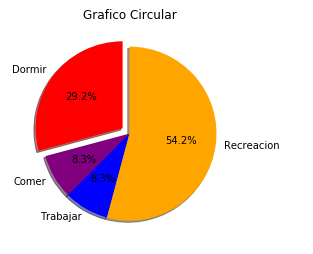 Grafico Circular
Dormir
29.2%
54.2%
Recreacion
8.3%
Comer
8.3%
Trabajar